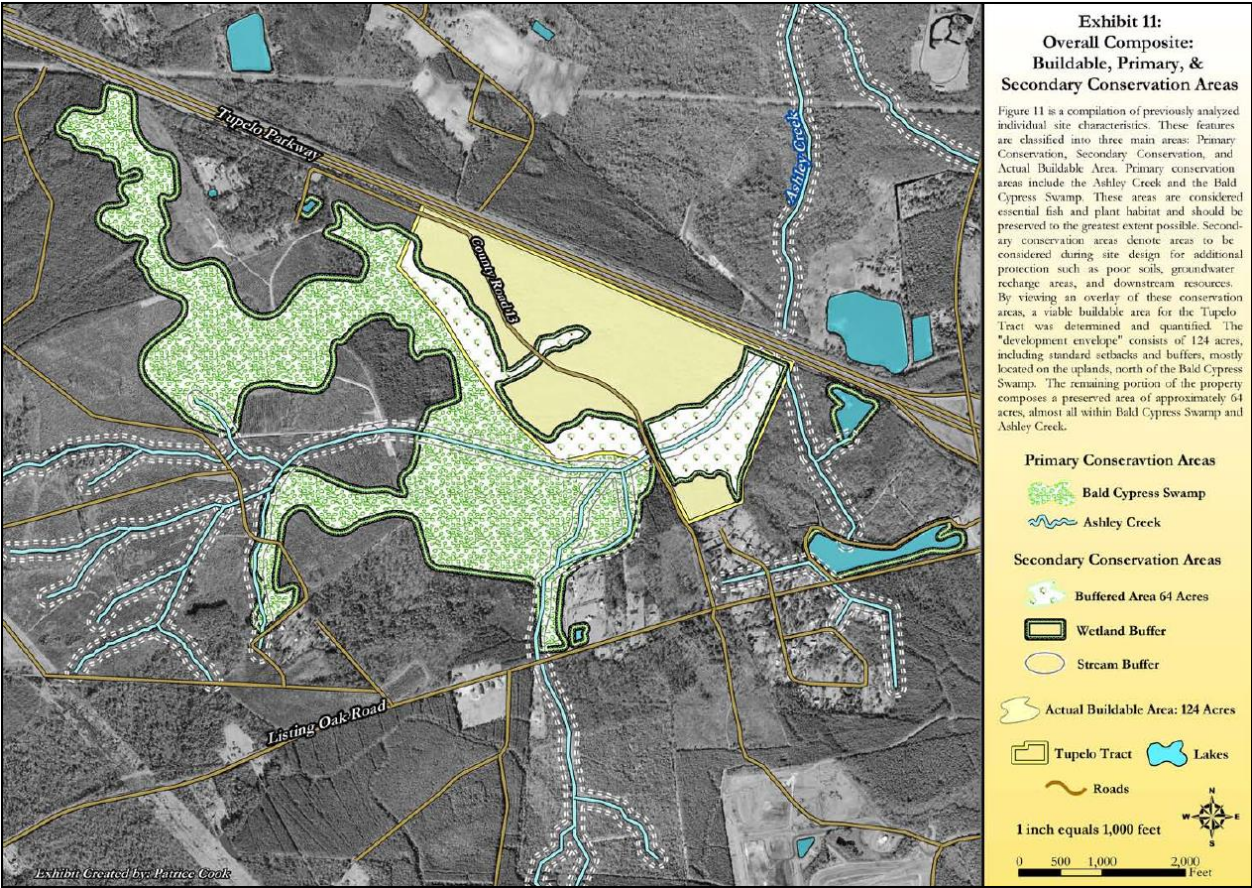 Tupelo Parkway
Ashley Creek
County Road 13
Listing Oak Road
Exhibit Created by: Patrice Cook
Exhibit 11:
Overall Composite:
Buildable, Primary, &
Secondary Conservation Areas
Figure 11 is a compilation of previously analyzed
individual site characteristics. These features
are classified into three main areas: Primary
Conservation, Secondary Conservation, and
Actual Buildable Area. Primary conservation
areas include the Ashley Creek and the Bald
Cypress Swamp. These areas are considered
essential fish and plant habitat and should be
preserved to the greatest extent possible. Second-
ary conservation areas denote areas to be
considered during site design for additional
protection such as poor soils, groundwater
recharge areas, and downstream resources.
By viewing an overlay of these conservation
areas, a viable buildable area for the Tupelo
Tract was determined and quantified. The
"development envelope" consists of 124 acres,
including standard setbacks and buffers, mostly
located on the uplands, north of the Bald Cypress
Swamp. The remaining portion of the property
composes a preserved area of approximately 64
acres, almost all within Bald Cypress Swamp and
Ashley Creek.
Primary Conseravtion Areas
Bald Cypress Swamp
Ashley Creek
Secondary Conservation Areas
Buffered Area 64 Acres
Wetland Buffer
Stream Buffer
Actual Buildable Area: 124 Acres
Tupelo Tract
Lakes
Roads
N
W E
S
1 inch equals 1,000 feet
0 500 1,000 2,000
Feet